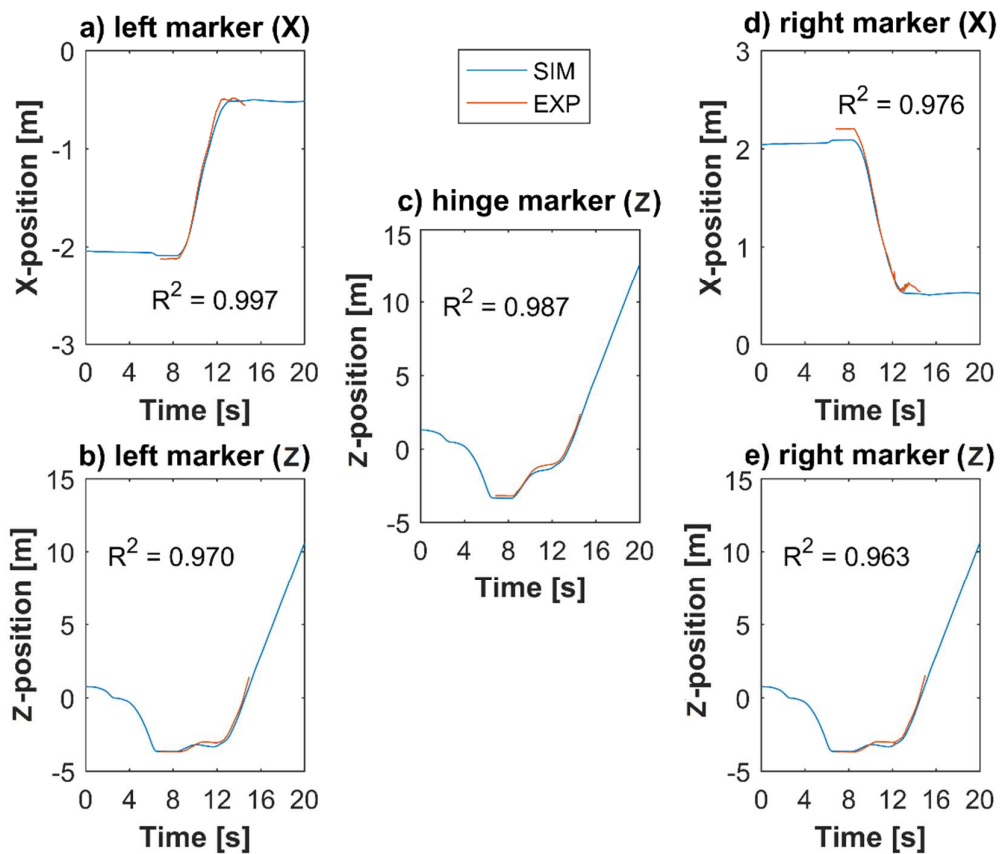 a) left marker (X)
0
-1
-2
-3
X-position [m]
R² = 0.997
0 4 8 12 16 20
Time [s]
SIM
EXP
d) right marker (X)
3
2
1
0
X-position [m]
R² = 0.976
0 4 8 12 16 20
Time [s]
c) hinge marker (Z)
15
10
5
0
-5
Z-position [m]
R² = 0.987
0 4 8 12 16 20
Time [s]
b) left marker (Z)
15
10
5
0
-5
Z-position [m]
R² = 0.970
0 4 8 12 16 20
Time [s]
e) right marker (Z)
15
10
5
0
-5
Z-position [m]
R² = 0.963
0 4 8 12 16 20
Time [s]